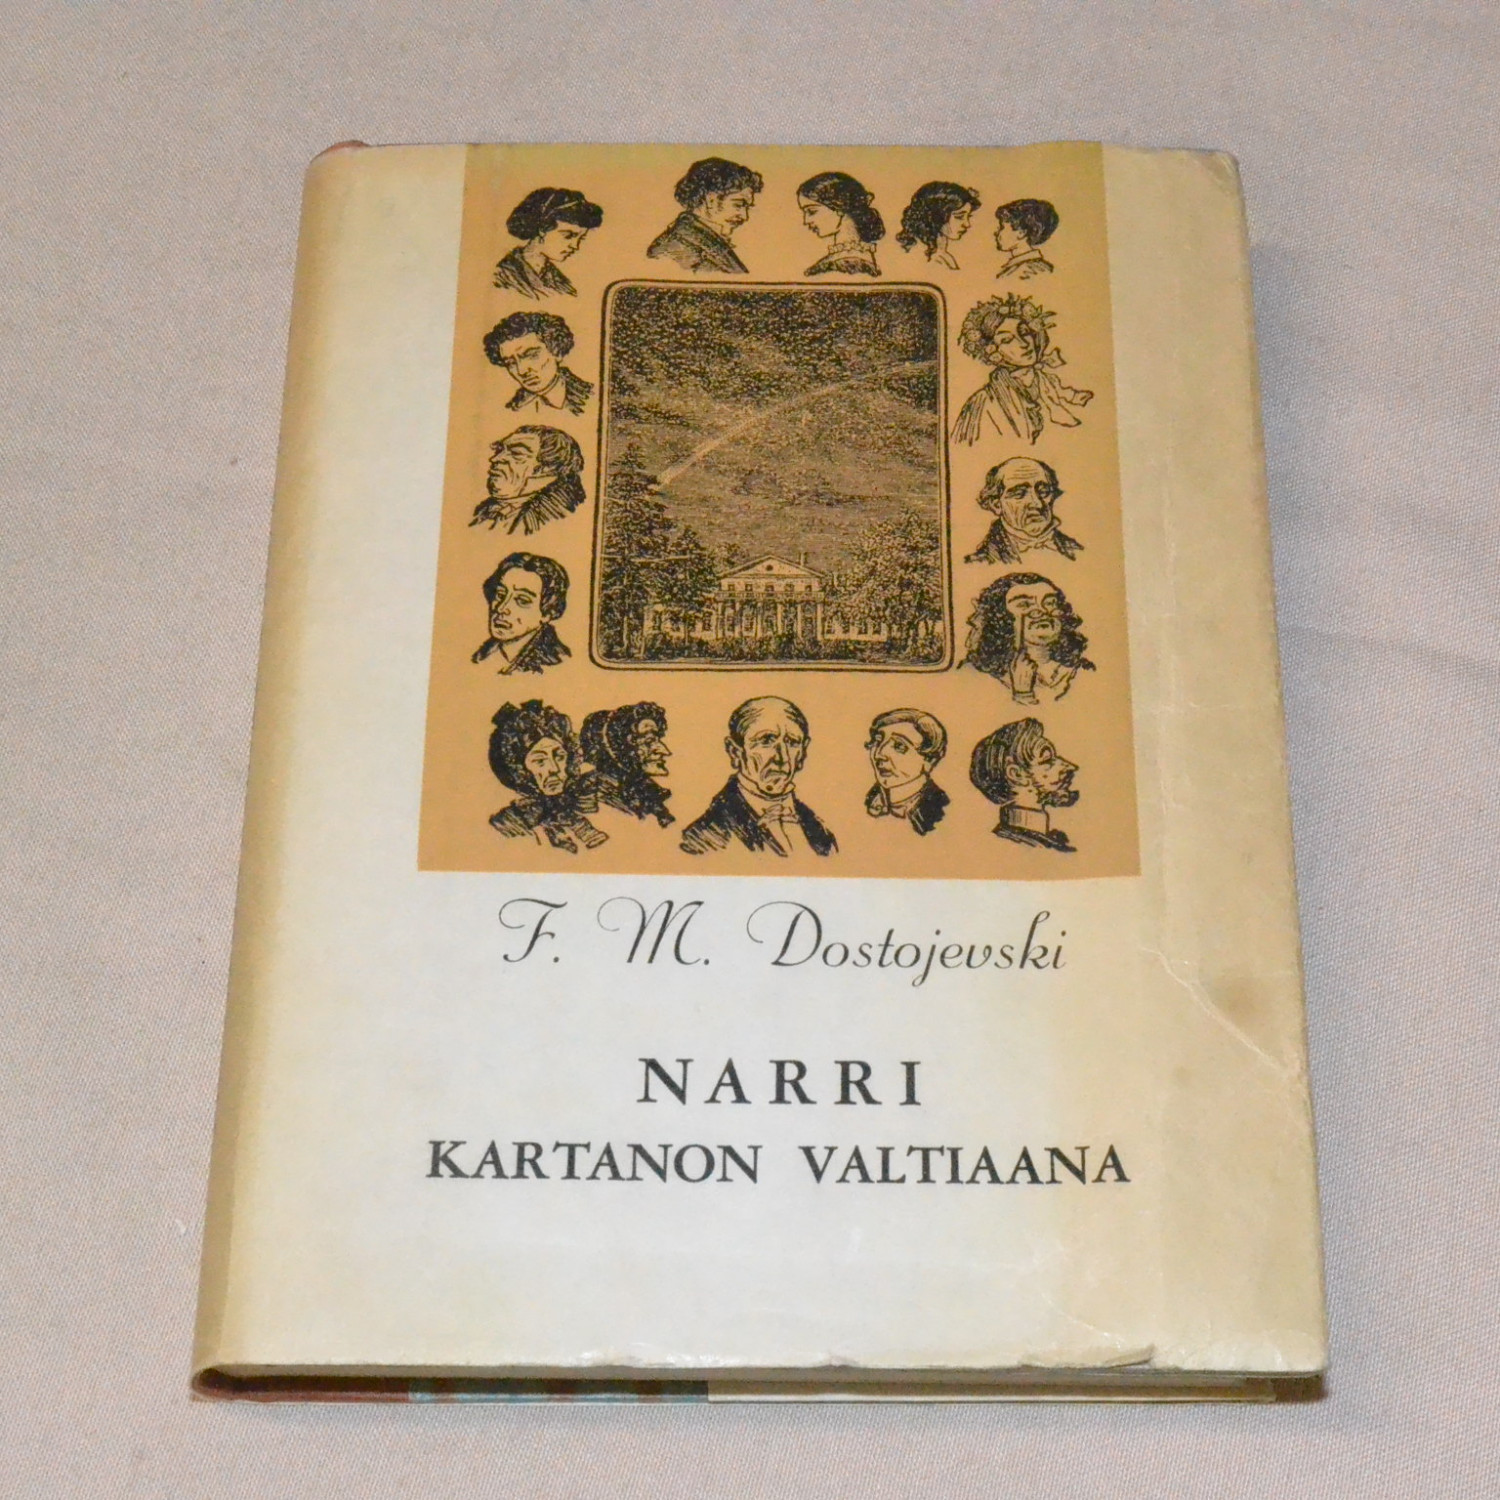 F. M. Dostojevski
NARRI
KARTANON VALTIAANA